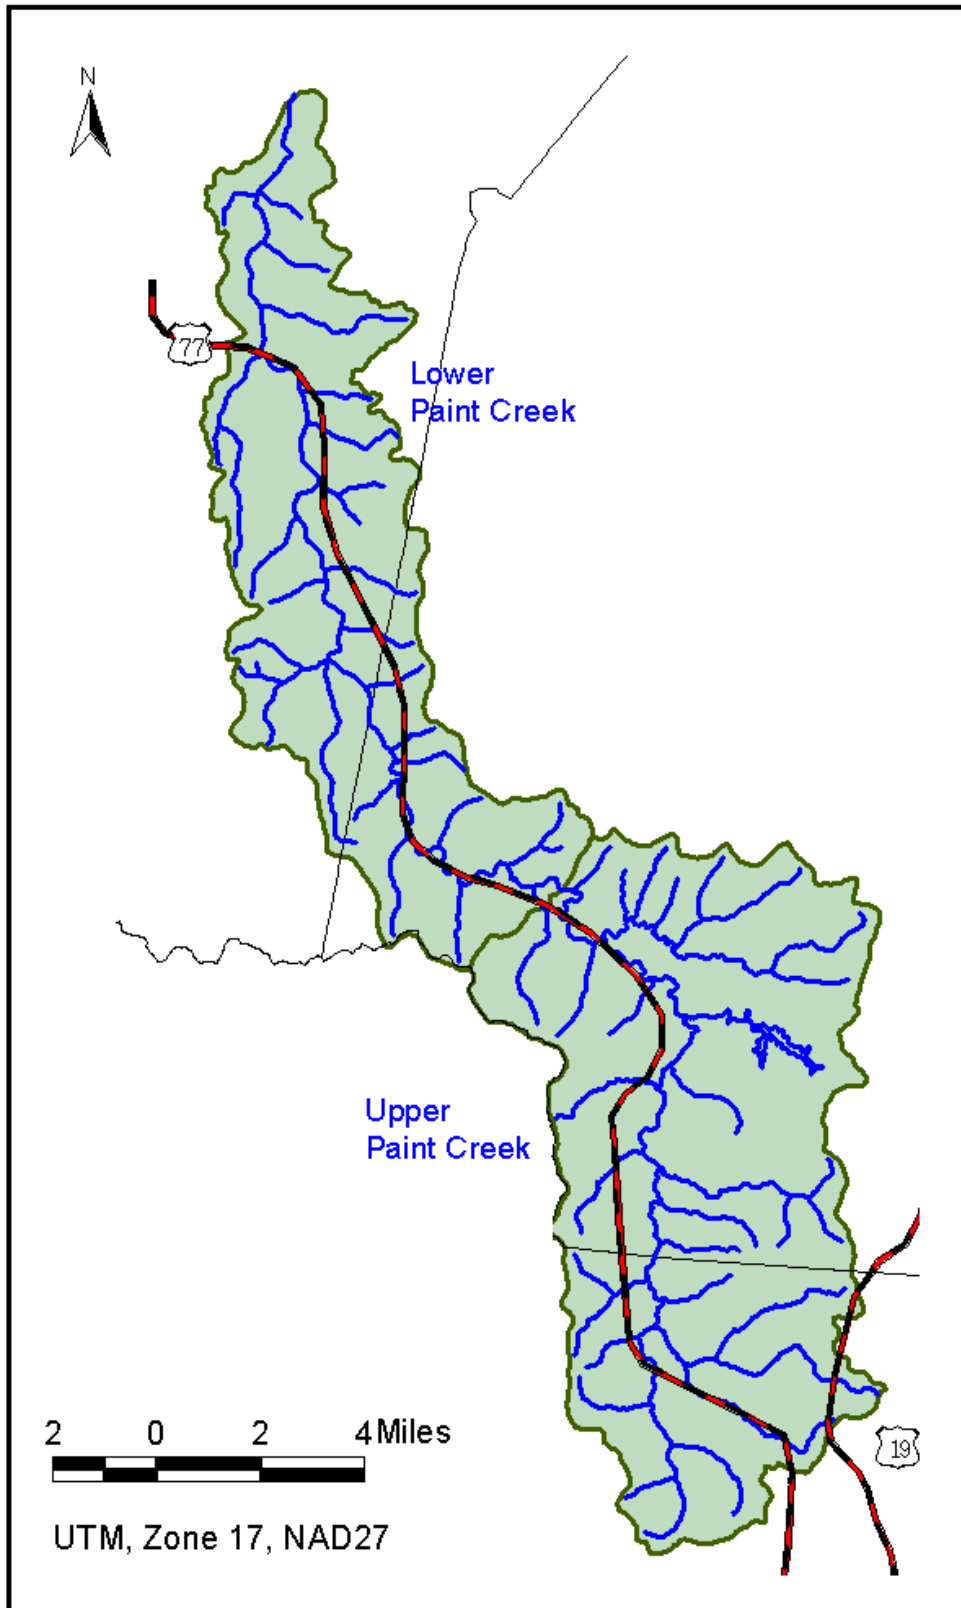 N
77
Lower
Paint Creek
Upper
Paint Creek
2 0 2 4 Miles
19
UTM, Zone 17, NAD27